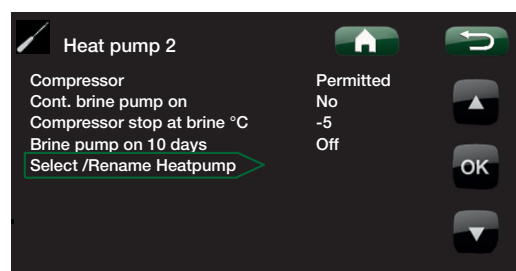 Heat pump 2
Compressor Permitted
Cont. brine pump on No
Compressor stop at brine °C -5
Brine pump on 10 days Off
Select /Rename Heatpump
OK